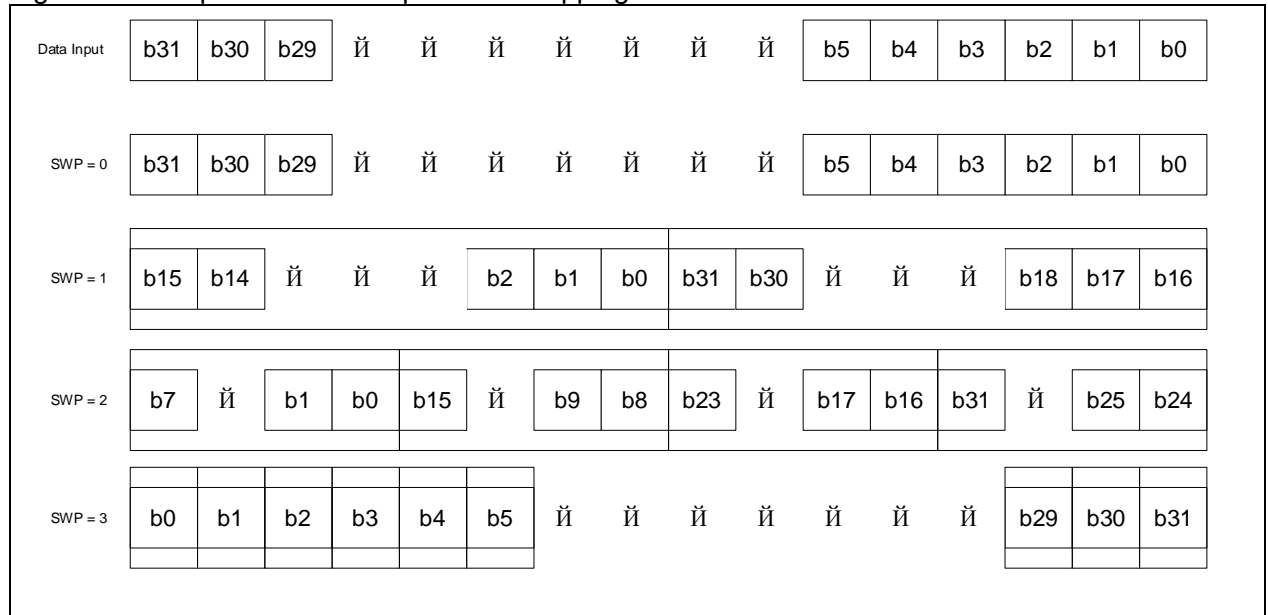 Data Input b31 b30 b29 Й Й Й Й Й Й Й b5 b4 b3 b2 b1 b0
SWP = 0 b31 b30 b29 Й Й Й Й Й Й Й b5 b4 b3 b2 b1 b0
SWP = 1 b15 b14 Й Й Й b2 b1 b0 b31 b30 Й Й Й b18 b17 b16
SWP = 2 b7 Й b1 b0 b15 Й b9 b8 b23 Й b17 b16 b31 Й b25 b24
SWP = 3 b0 b1 b2 b3 b4 b5 Й Й Й Й Й Й Й b29 b30 b31